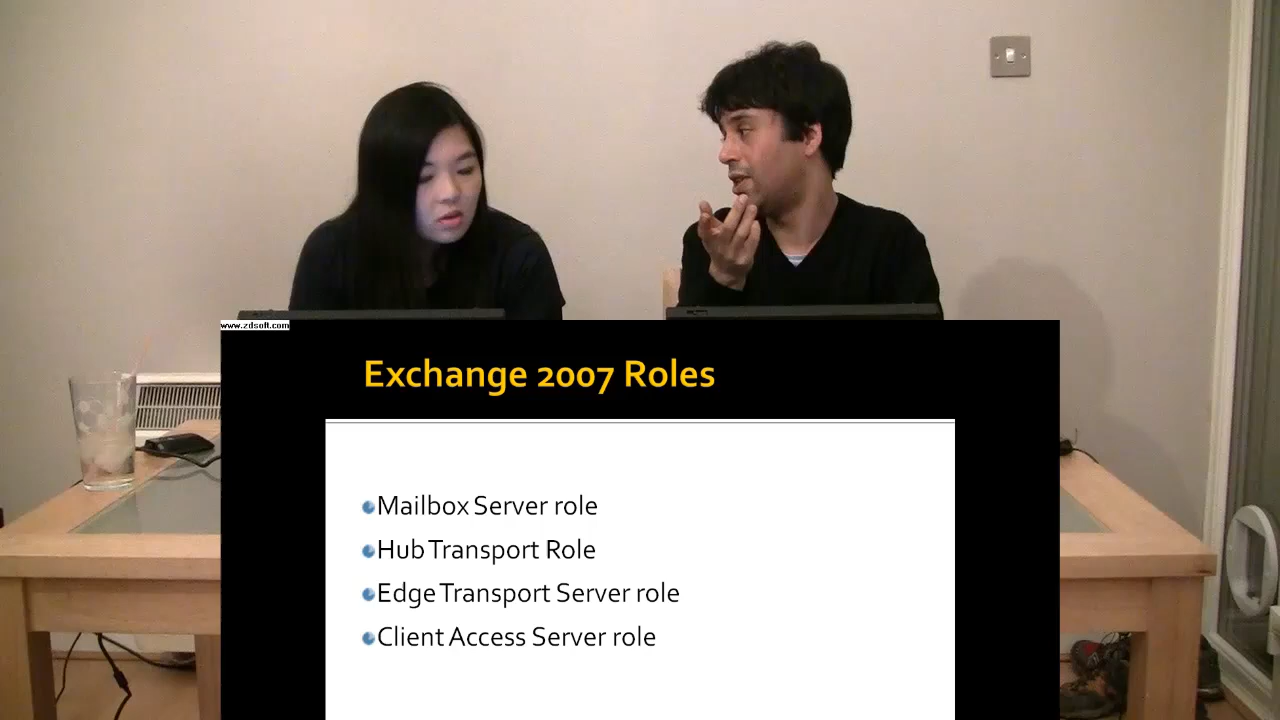 www.zdsoft.com
Exchange 2007 Roles
Mailbox Server role
Hub Transport Role
Edge Transport Server role
Client Access Server role